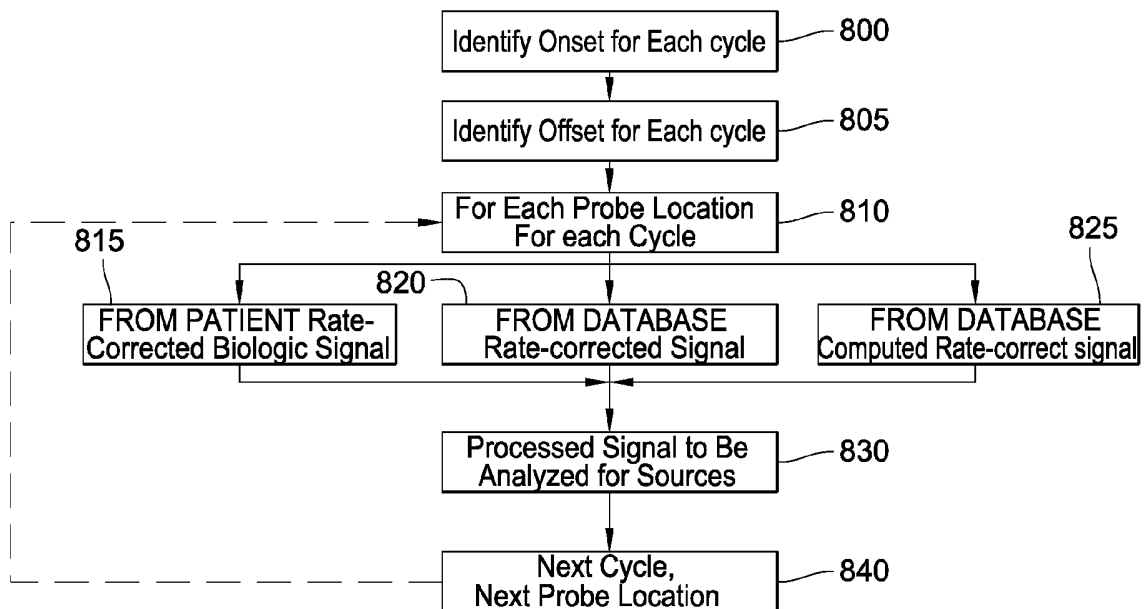 Identify Onset for Each cycle
800
Identify Offset for Each cycle
805
For Each Probe Location
For each Cycle
810
815
820
825
FROM PATIENT Rate-
Corrected Biologic Signal
FROM DATABASE
Rate-corrected Signal
FROM DATABASE
Computed Rate-correct signal
Processed Signal to Be
Analyzed for Sources
830
Next Cycle,
Next Probe Location
840